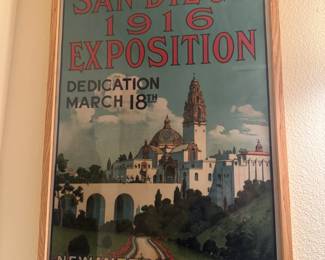 SAN DIEGO
1916
EXPOSITION
DEDICATION
MARCH 18TH